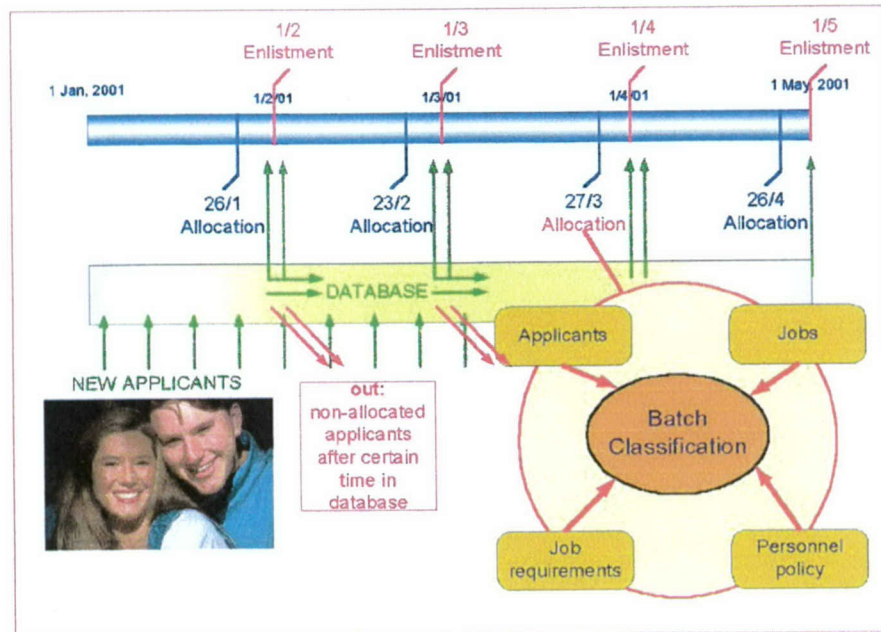 1/2 1/3 1/4 1/5
Enlistment Enlistment Enlistment Enlistment
1 Jan, 2001 1/2/01 1/3/01 1/4/01 1 May, 2001
26/1 23/2 27/3 26/4
Allocation Allocation Allocation Allocation
DATABASE
Applicants Jobs
NEW APPLICANTS
out:
non-allocated
applicants
after certain
time in
database
Batch
Classification
Job
requirements
Personnel
policy